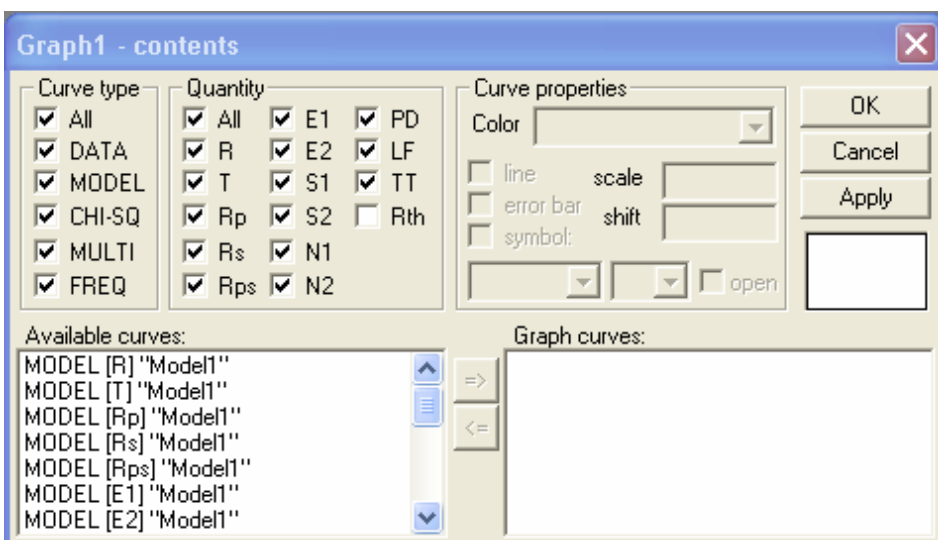 Graph1 - contents
Curve type
All
DATA
MODEL
CHI-SQ
MULTI
FREQ
Quantity
All E1 PD
R E2 LF
T S1 TT
Rp S2 Rth
Rs N1
Rps N2
Curve properties
Color
line scale
error bar shift
symbol:
open
OK
Cancel
Apply
Available curves:
MODEL [R] "Model1"
MODEL [T] "Model1"
MODEL [Rp] "Model1"
MODEL [Rs] "Model1"
MODEL [Rps] "Model1"
MODEL [E1] "Model1"
MODEL [E2] "Model1"
=>
<=
Graph curves: